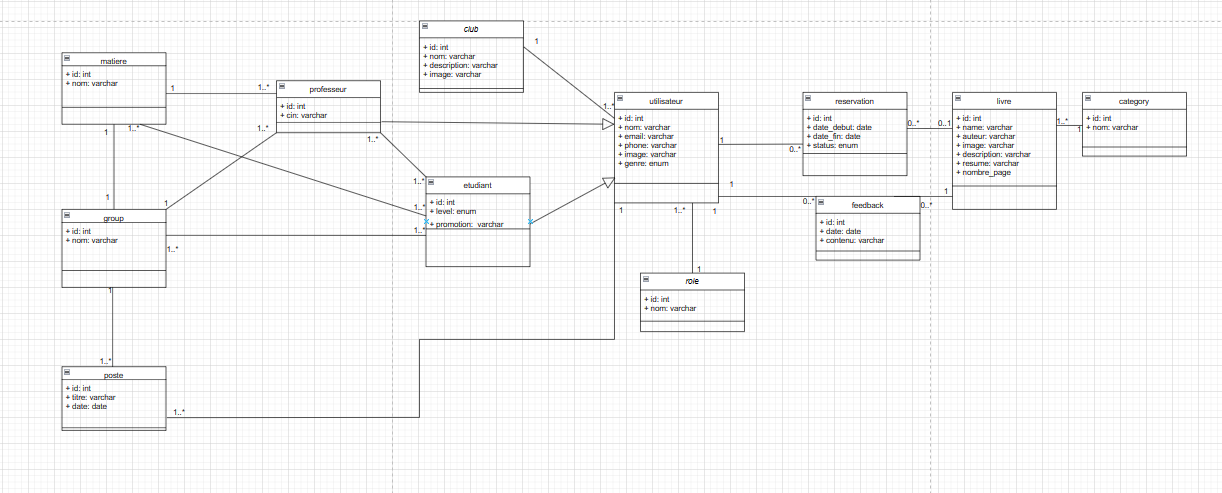 club
+ id: int
+ nom: varchar
+ description: varchar
+ image: varchar
1
1..*
matiere
+ id: int
+ nom: varchar
1
1..*
1
1..*
professeur
+ id: int
+ cin: varchar
1..*
1..*
utilisateur
+ id: int
+ nom: varchar
+ email: varchar
+ phone: varchar
+ image: varchar
+ genre: enum
1
0..*
1
1
1..*
1
reservation
+ id: int
+ date_debut: date
+ date_fin: date
+ status: enum
0..*
0..1
livre
+ id: int
+ name: varchar
+ auteur: varchar
+ image: varchar
+ description: varchar
+ resume: varchar
+ nombre_page
1..*
1
1
category
+ id: int
+ nom: varchar
etudiant
+ id: int
+ level: enum
+ promotion: varchar
1..*
1..*
1..*
feedback
+ id: int
+ date: date
+ contenu: varchar
0..*
0..*
group
+ id: int
+ nom: varchar
1
1
1..*
1
role
+ id: int
+ nom: varchar
1
poste
+ id: int
+ titre: varchar
+ date: date
1..*
1..*